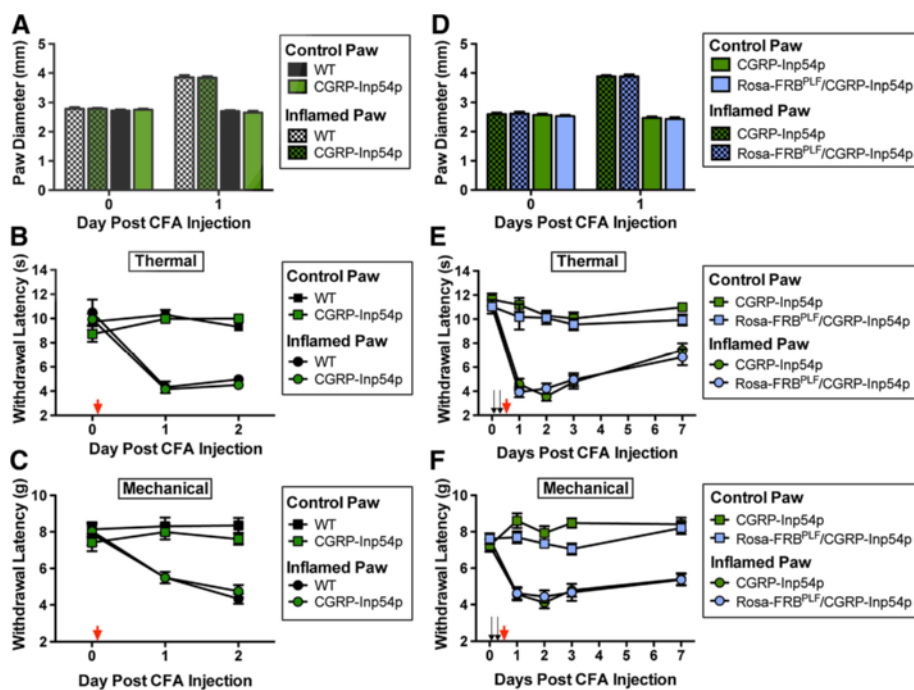 A
Paw Diameter (mm)
5
4
3
2
1
0
0
1
Day Post CFA Injection
Control Paw
WT
CGRP-Inp54p
Inflamed Paw
WT
CGRP-Inp54p
D
Paw Diameter (mm)
5
4
3
2
1
0
0
1
Days Post CFA Injection
Control Paw
CGRP-Inp54p
Rosa-FRBPLF/CGRP-Inp54p
Inflamed Paw
CGRP-Inp54p
Rosa-FRBPLF/CGRP-Inp54p
B
Thermal
Withdrawal Latency (s)
14
12
10
8
6
4
2
0
1
2
Day Post CFA Injection
Control Paw
WT
CGRP-Inp54p
Inflamed Paw
WT
CGRP-Inp54p
E
Thermal
Withdrawal Latency (s)
14
12
10
8
6
4
2
0
1
2
3
4
5
6
7
Days Post CFA Injection
Control Paw
CGRP-Inp54p
Rosa-FRBPLF/CGRP-Inp54p
Inflamed Paw
CGRP-Inp54p
Rosa-FRBPLF/CGRP-Inp54p
C
Mechanical
Withdrawal Latency (g)
10
8
6
4
2
0
1
2
Day Post CFA Injection
Control Paw
WT
CGRP-Inp54p
Inflamed Paw
WT
CGRP-Inp54p
F
Mechanical
Withdrawal Latency (g)
10
8
6
4
2
0
1
2
3
4
5
6
7
Days Post CFA Injection
Control Paw
CGRP-Inp54p
Rosa-FRBPLF/CGRP-Inp54p
Inflamed Paw
CGRP-Inp54p
Rosa-FRBPLF/CGRP-Inp54p